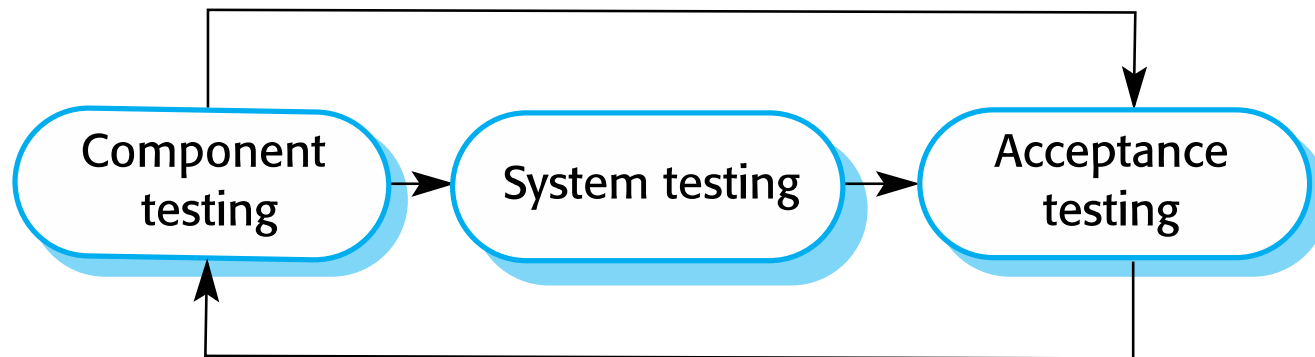 Component
testing
System testing
Acceptance
testing